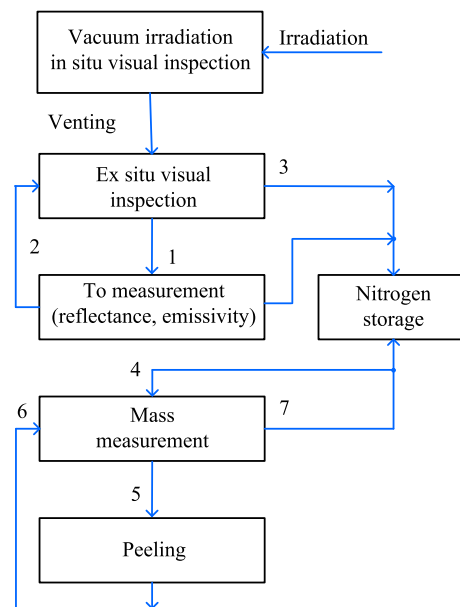 Vacuum irradiation
in situ visual inspection
Irradiation
Venting
Ex situ visual
inspection
3
2
1
To measurement
(reflectance, emissivity)
Nitrogen
storage
4
6
Mass
measurement
7
5
Peeling